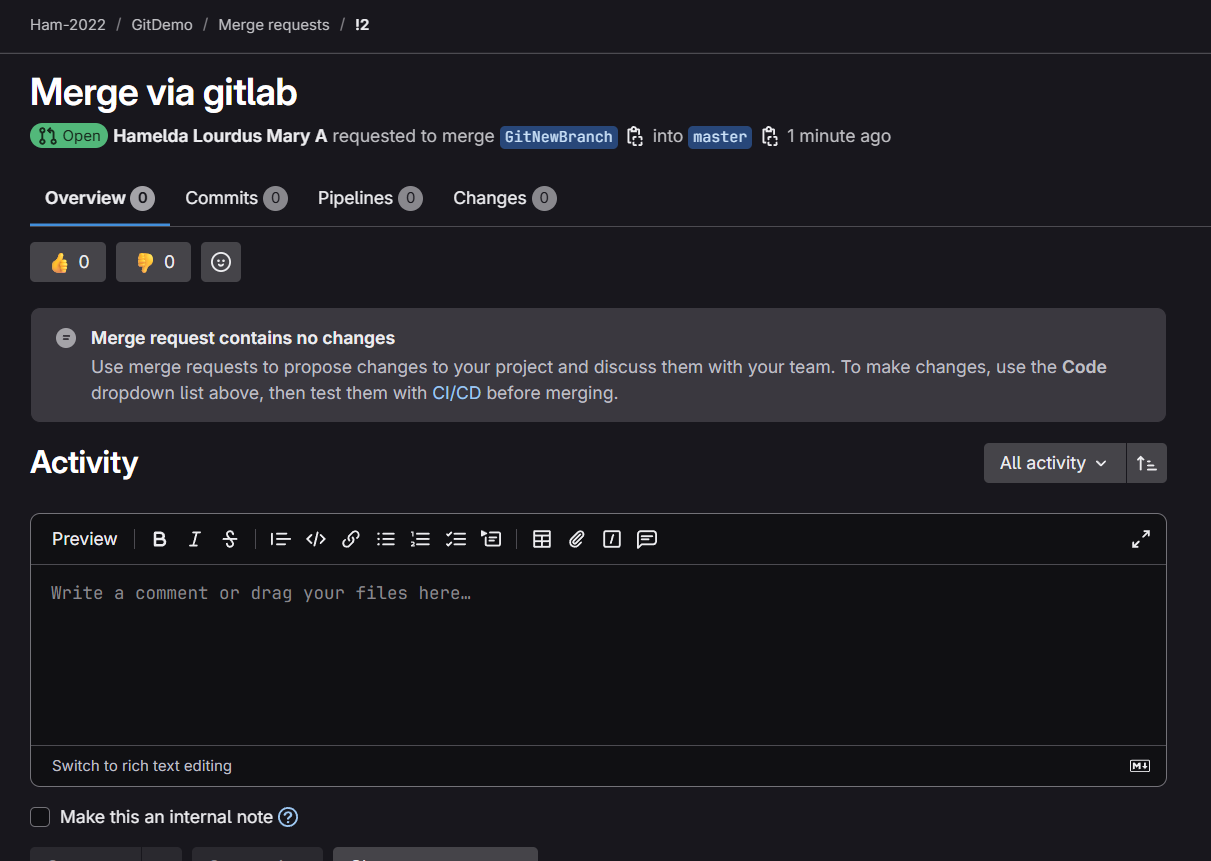 Ham-2022 / GitDemo / Merge requests / !2
Merge via gitlab
Open Hamelda Lourdus Mary A requested to merge GitNewBranch into master 1 minute ago
Overview 0 Commits 0 Pipelines 0 Changes 0
👍 0 👎 0
Merge request contains no changes
Use merge requests to propose changes to your project and discuss them with your team. To make changes, use the Code
dropdown list above, then test them with CI/CD before merging.
Activity
All activity
Preview
Write a comment or drag your files here…
Switch to rich text editing
Make this an internal note